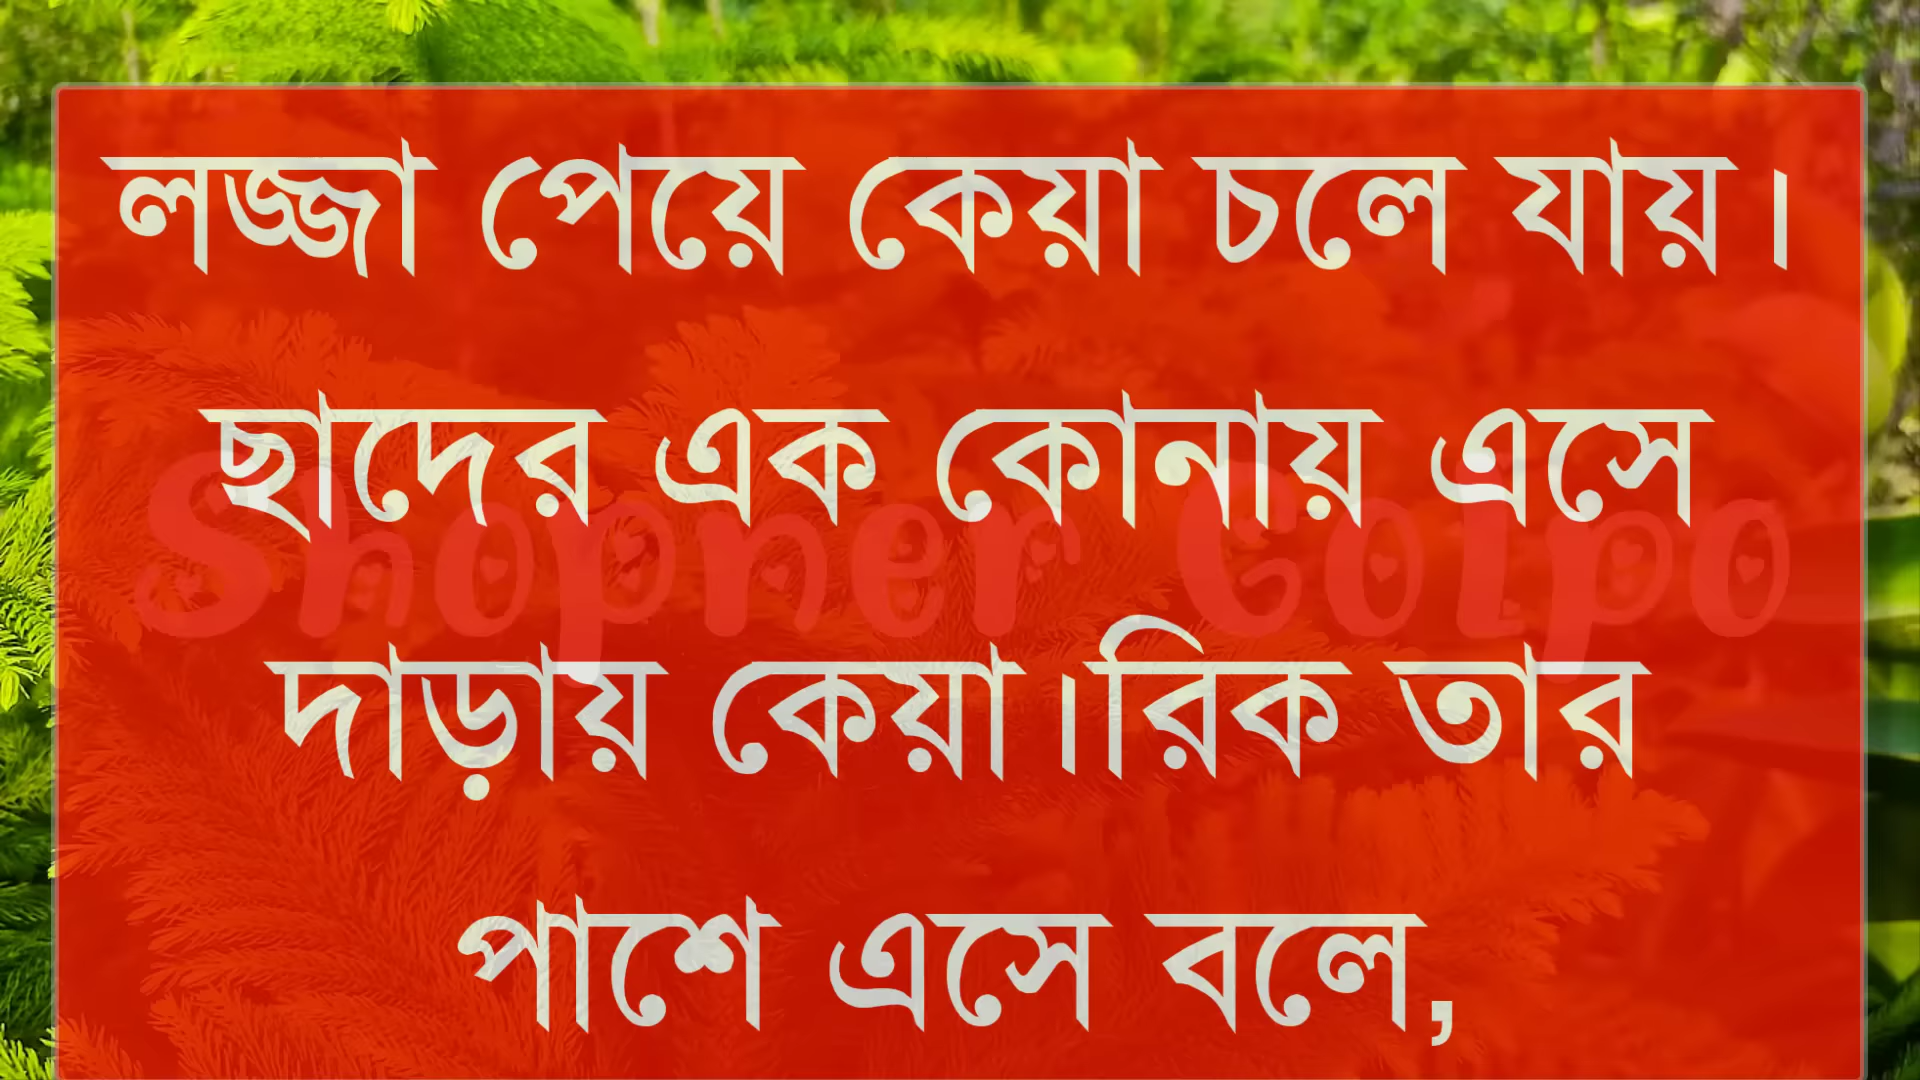 লজ্জা পেয়ে কেয়া চলে যায়।
ছাদের এক কোনায় এসে
Shopner Golpo
দাড়ায় কেয়া।রিক তার
পাশে এসে বলে,